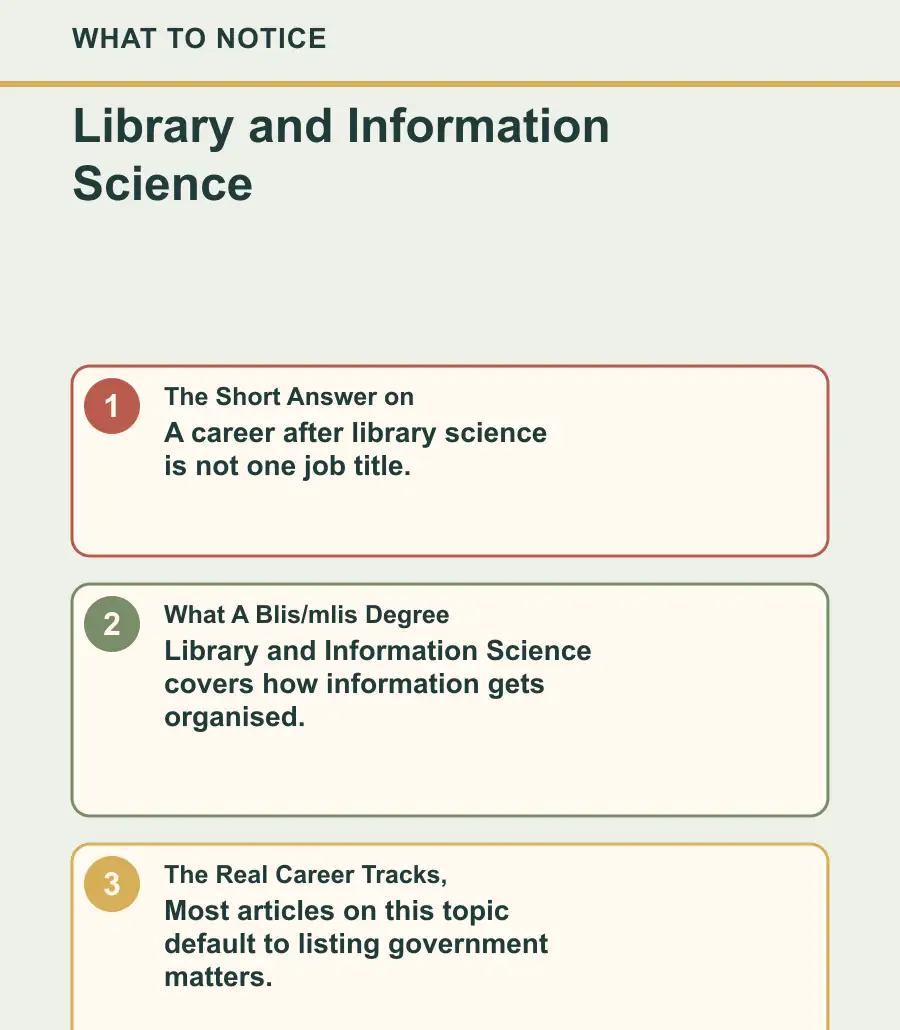 WHAT TO NOTICE
Library and Information
Science
1
The Short Answer on
A career after library science
is not one job title.
2
What A Blis/mlis Degree
Library and Information Science
covers how information gets
organised.
3
The Real Career Tracks,
Most articles on this topic
default to listing government
matters.